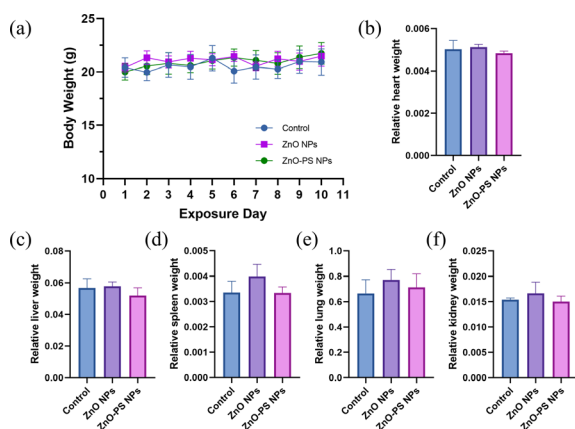 (a)
Body Weight (g)
25
20
15
10
0 1 2 3 4 5 6 7 8 9 10 11
Exposure Day
Control
ZnO NPs
ZnO-PS NPs
(b)
Relative heart weight
0.006
0.004
0.002
0.000
Control
ZnO NPs
ZnO-PS NPs
(c)
Relative liver weight
0.08
0.06
0.04
0.02
0.00
Control
ZnO NPs
ZnO-PS NPs
(d)
Relative spleen weight
0.005
0.004
0.003
0.002
0.001
0.000
Control
ZnO NPs
ZnO-PS NPs
(e)
Relative lung weight
1.0
0.8
0.6
0.4
0.2
0.0
Control
ZnO NPs
ZnO-PS NPs
(f)
Relative kidney weight
0.025
0.020
0.015
0.010
0.005
0.000
Control
ZnO NPs
ZnO-PS NPs